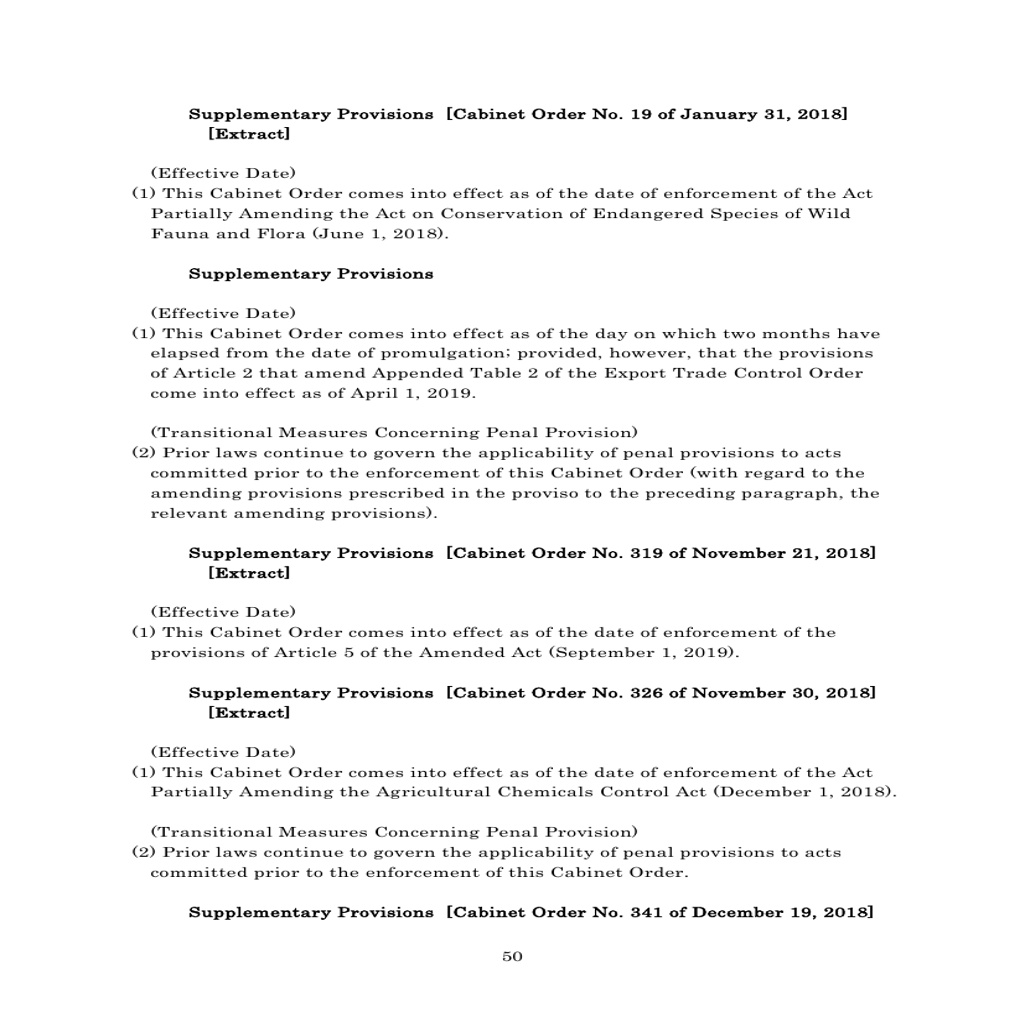 Supplementary Provisions [Cabinet Order No. 19 of January 31, 2018]
[Extract]
(Effective Date)
(1) This Cabinet Order comes into effect as of the date of enforcement of the Act
Partially Amending the Act on Conservation of Endangered Species of Wild
Fauna and Flora (June 1, 2018).
Supplementary Provisions
(Effective Date)
(1) This Cabinet Order comes into effect as of the day on which two months have
elapsed from the date of promulgation; provided, however, that the provisions
of Article 2 that amend Appended Table 2 of the Export Trade Control Order
come into effect as of April 1, 2019.
(Transitional Measures Concerning Penal Provision)
(2) Prior laws continue to govern the applicability of penal provisions to acts
committed prior to the enforcement of this Cabinet Order (with regard to the
amending provisions prescribed in the proviso to the preceding paragraph, the
relevant amending provisions).
Supplementary Provisions [Cabinet Order No. 319 of November 21, 2018]
[Extract]
(Effective Date)
(1) This Cabinet Order comes into effect as of the date of enforcement of the
provisions of Article 5 of the Amended Act (September 1, 2019).
Supplementary Provisions [Cabinet Order No. 326 of November 30, 2018]
[Extract]
(Effective Date)
(1) This Cabinet Order comes into effect as of the date of enforcement of the Act
Partially Amending the Agricultural Chemicals Control Act (December 1, 2018).
(Transitional Measures Concerning Penal Provision)
(2) Prior laws continue to govern the applicability of penal provisions to acts
committed prior to the enforcement of this Cabinet Order.
Supplementary Provisions [Cabinet Order No. 341 of December 19, 2018]
50